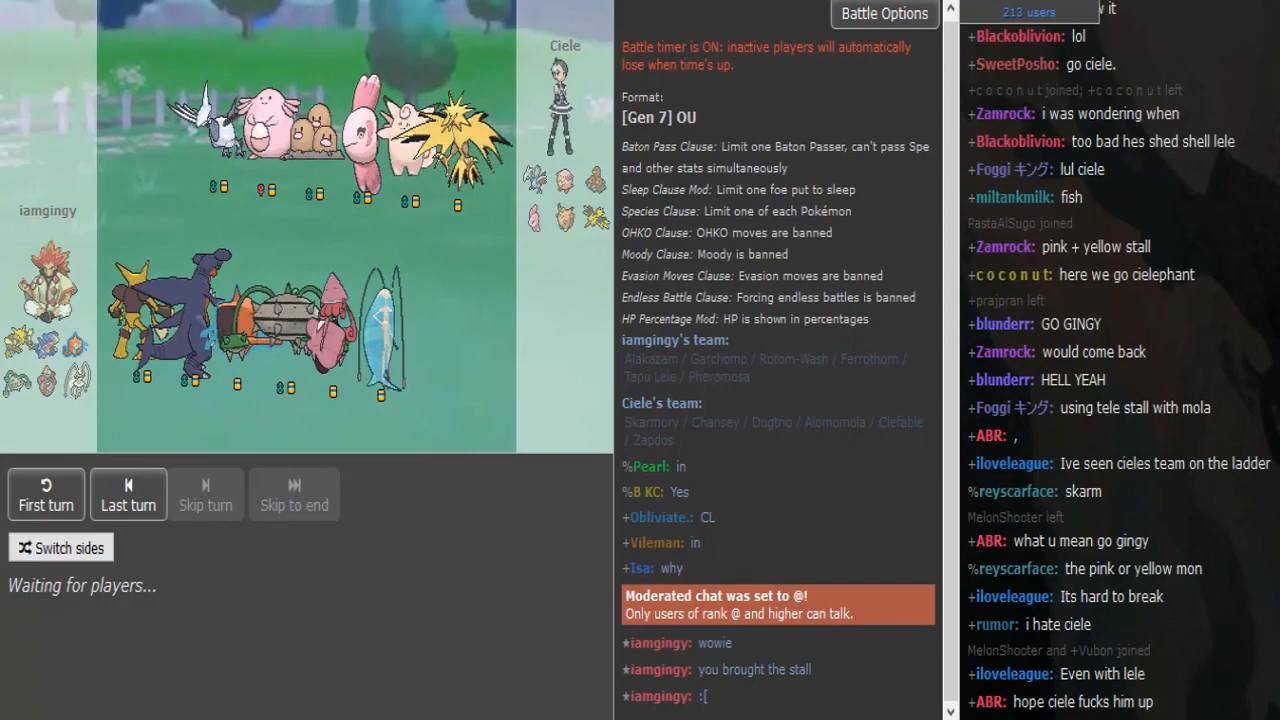 Ciele
iamgingy
First turn
Last turn
Skip turn
Skip to end
Switch sides
Waiting for players...
Battle Options
Battle timer is ON: inactive players will automatically
lose when time's up.
Format:
[Gen 7] OU
Baton Pass Clause: Limit one Baton Passer, can't pass Spe
and other stats simultaneously
Sleep Clause Mod: Limit one foe put to sleep
Species Clause: Limit one of each Pokémon
OHKO Clause: OHKO moves are banned
Moody Clause: Moody is banned
Evasion Moves Clause: Evasion moves are banned
Endless Battle Clause: Forcing endless battles is banned
HP Percentage Mod: HP is shown in percentages
iamgingy's team:
Alakazam / Garchomp / Rotom-Wash / Ferrothorn /
Tapu Lele / Pheromosa
Ciele's team:
Skarmory / Chansey / Dugtrio / Alomomola / Clefable
/ Zapdos
%Pearl: in
%B KC: Yes
+Obliviate.: CL
+Vileman: in
+Isa: why
Moderated chat was set to @!
Only users of rank @ and higher can talk.
★iamgingy: wowie
★iamgingy: you brought the stall
★iamgingy: :[
213 users
it
+Blackoblivion: lol
+SweetPosho: go ciele.
+c o c o n u t joined; +c o c o n u t left
+Zamrock: i was wondering when
+Blackoblivion: too bad hes shed shell lele
+Foggi キング: lul ciele
+miltankmilk: fish
PastaAlSugo joined
+Zamrock: pink + yellow stall
+c o c o n u t: here we go cielephant
+prajpran left
+blunderr: GO GINGY
+Zamrock: would come back
+blunderr: HELL YEAH
+Foggi キング: using tele stall with mola
+ABR: ,
+iloveleague: Ive seen cieles team on the ladder
%reyscarface: skarm
MelonShooter left
+ABR: what u mean go gingy
%reyscarface: the pink or yellow mon
+iloveleague: Its hard to break
+rumor: i hate ciele
MelonShooter and +Vubon joined
+iloveleague: Even with lele
+ABR: hope ciele fucks him up